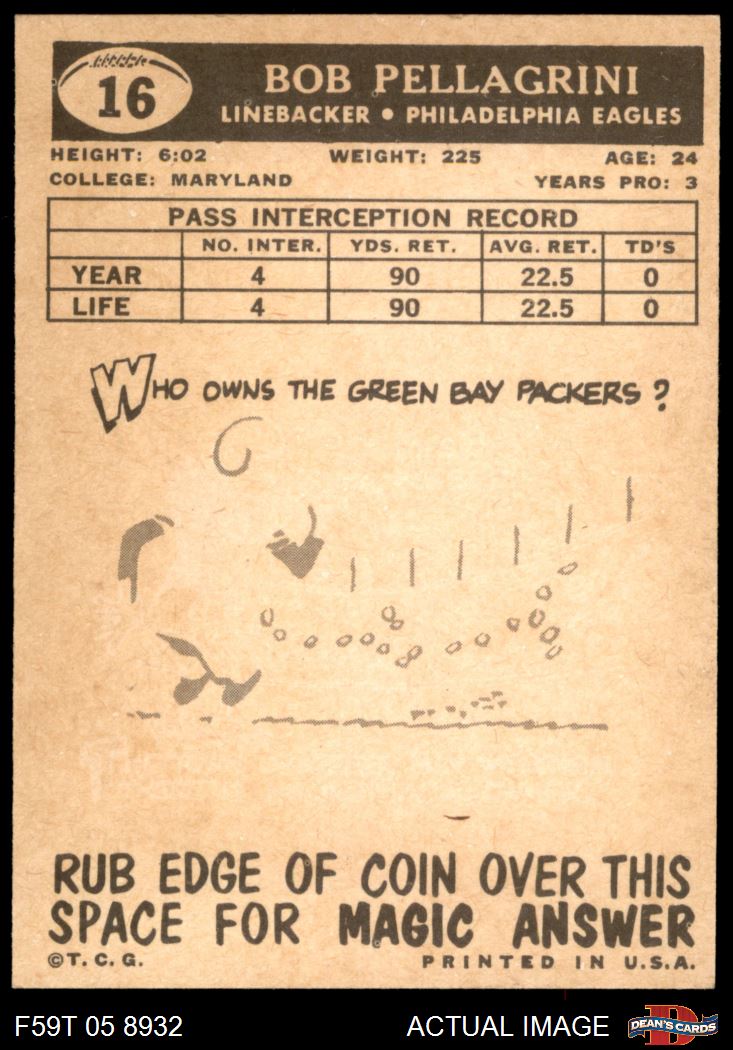 16
BOB PELLAGRINI
LINEBACKER • PHILADELPHIA EAGLES
HEIGHT: 6:02 WEIGHT: 225 AGE: 24
COLLEGE: MARYLAND YEARS PRO: 3
PASS INTERCEPTION RECORD
NO. INTER. YDS. RET. AVG. RET. TD'S
YEAR 4 90 22.5 0
LIFE 4 90 22.5 0
WHO OWNS THE GREEN BAY PACKERS ?
RUB EDGE OF COIN OVER THIS
SPACE FOR MAGIC ANSWER
©T. C. G. PRINTED IN U.S.A.
F59T 05 8932 ACTUAL IMAGE DEAN'S CARDS